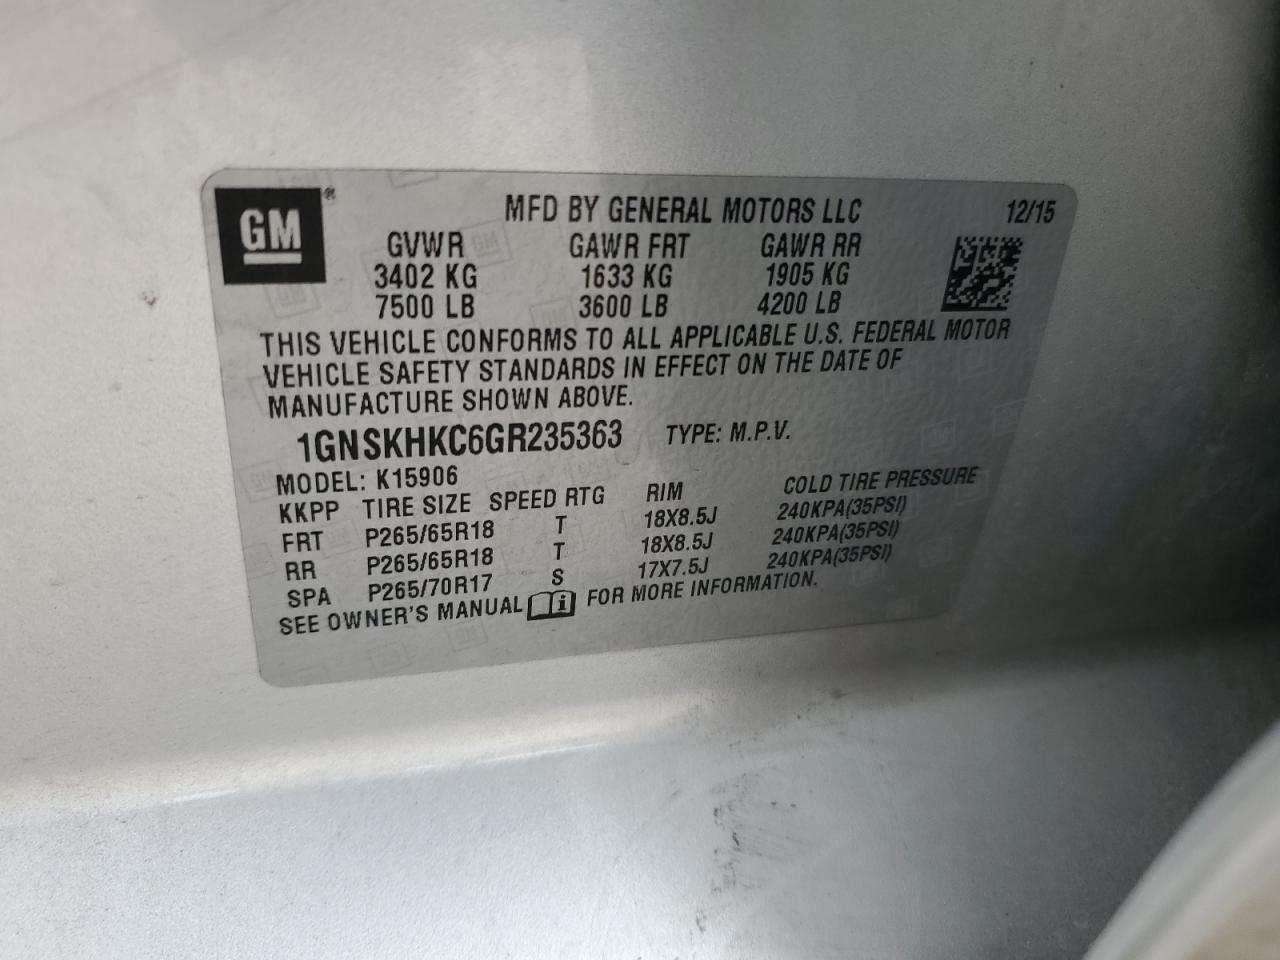 GM ®
MFD BY GENERAL MOTORS LLC 12/15
GVWR GAWR FRT GAWR RR
3402 KG 1633 KG 1905 KG
7500 LB 3600 LB 4200 LB
THIS VEHICLE CONFORMS TO ALL APPLICABLE U.S. FEDERAL MOTOR
VEHICLE SAFETY STANDARDS IN EFFECT ON THE DATE OF
MANUFACTURE SHOWN ABOVE.
1GNSKHKC6GR235363 TYPE: M.P.V.
MODEL: K15906
KKPP TIRE SIZE SPEED RTG RIM COLD TIRE PRESSURE
FRT P265/65R18 T 18X8.5J 240KPA(35PSI)
RR P265/65R18 T 18X8.5J 240KPA(35PSI)
SPA P265/70R17 S 17X7.5J 240KPA(35PSI)
SEE OWNER'S MANUAL i FOR MORE INFORMATION.